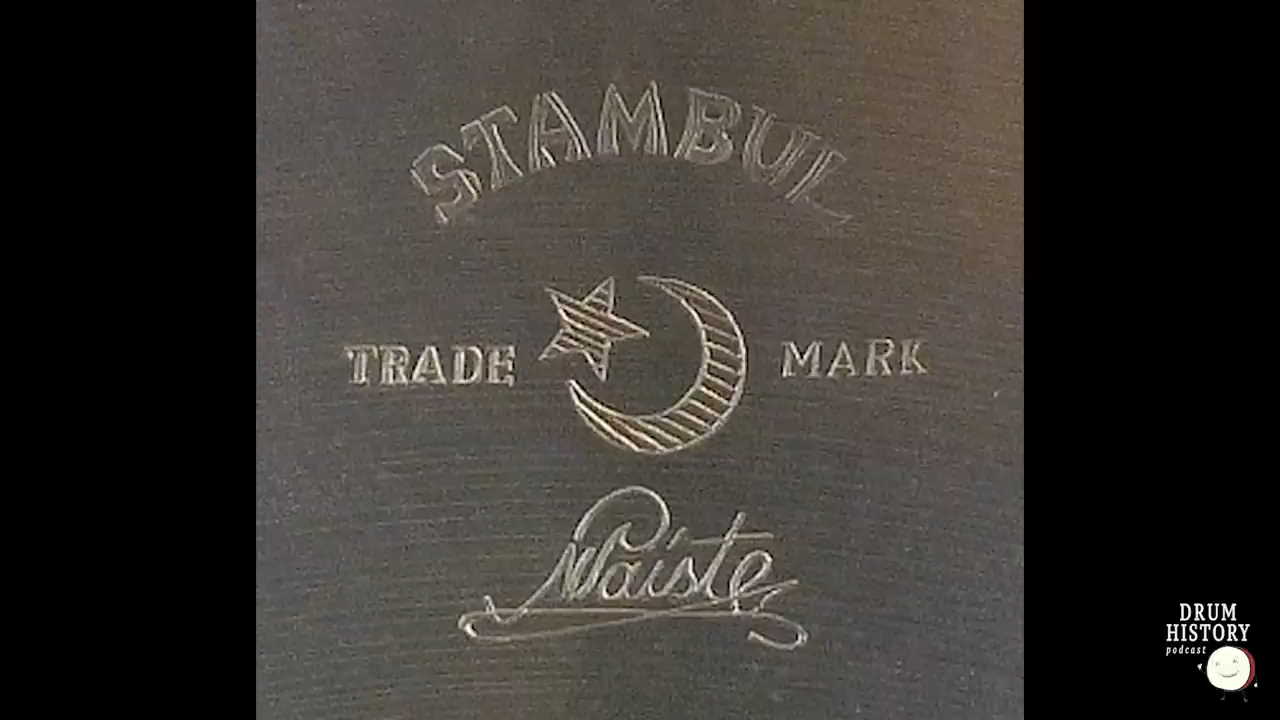 STAMBUL
TRADE MARK
Paiste
DRUM
HISTORY
podcast